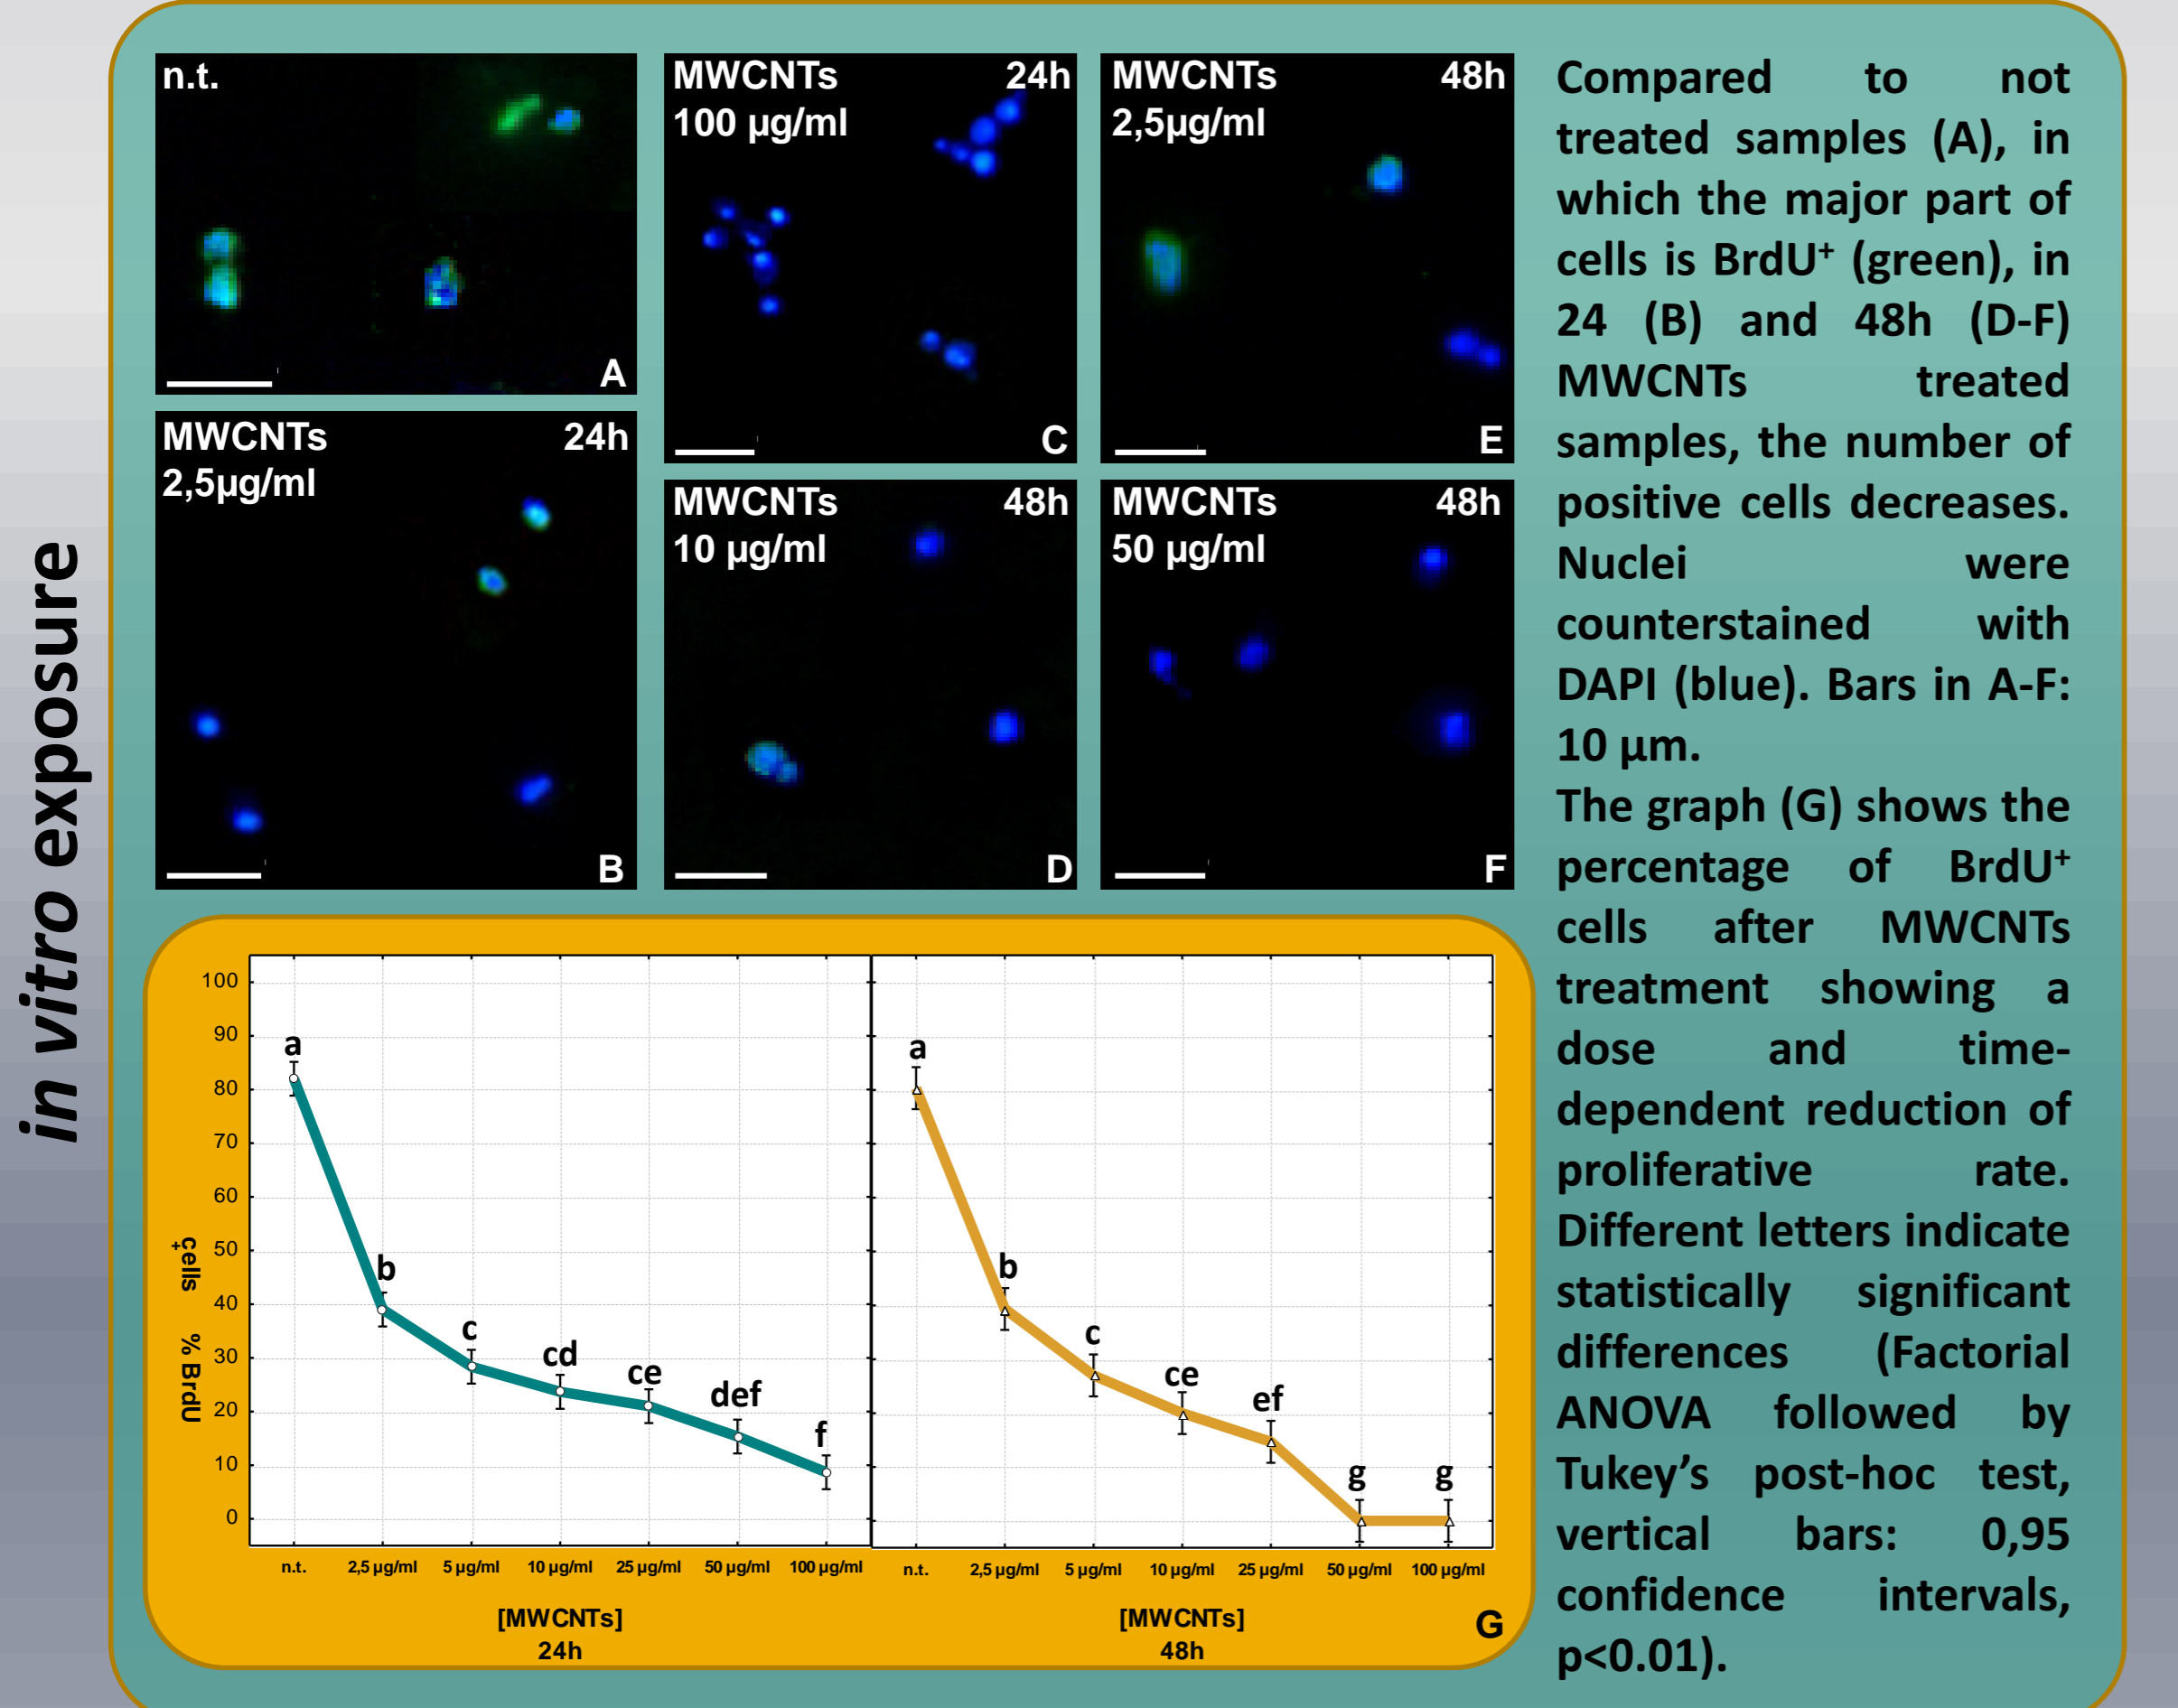 in vitro exposure
n.t.
A
MWCNTs 24h
2,5µg/ml
B
MWCNTs 24h
100 µg/ml
C
MWCNTs 48h
10 µg/ml
D
MWCNTs 48h
2,5µg/ml
E
MWCNTs 48h
50 µg/ml
F
Compared to not
treated samples (A), in
which the major part of
cells is BrdU⁺ (green), in
24 (B) and 48h (D-F)
MWCNTs treated
samples, the number of
positive cells decreases.
Nuclei were
counterstained with
DAPI (blue). Bars in A-F:
10 µm.
The graph (G) shows the
percentage of BrdU⁺
cells after MWCNTs
treatment showing a
dose and time-
dependent reduction of
proliferative rate.
Different letters indicate
statistically significant
differences (Factorial
ANOVA followed by
Tukey’s post-hoc test,
vertical bars: 0,95
confidence intervals,
p<0.01).
% BrdU⁺ cells
100
90
80
70
60
50
40
30
20
10
0
a
b
c
cd
ce
def
f
n.t. 2,5 µg/ml 5 µg/ml 10 µg/ml 25 µg/ml 50 µg/ml 100 µg/ml
[MWCNTs]
24h
a
b
c
ce
ef
g
g
n.t. 2,5 µg/ml 5 µg/ml 10 µg/ml 25 µg/ml 50 µg/ml 100 µg/ml
[MWCNTs]
48h
G